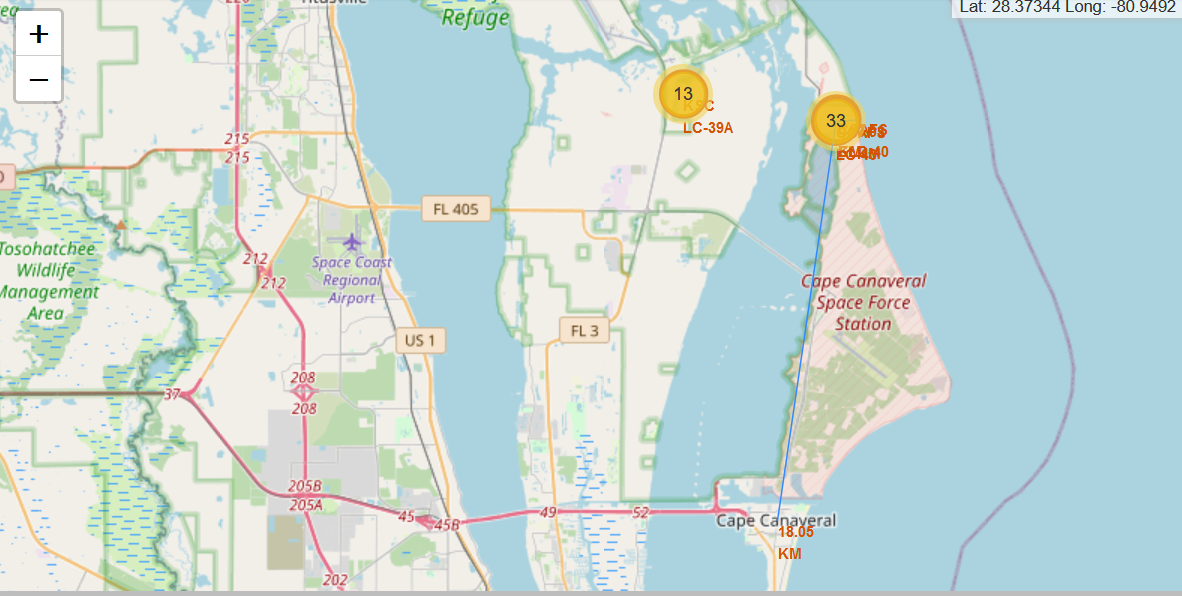 Titusville
Lat: 28.37344 Long: -80.9492
Refuge
+
−
13
KSC
LC-39A
33
215
215
FL 405
212
212
Tosohatchee
Wildlife
Management
Area
Space Coast
Regional
Airport
Cape Canaveral
Space Force
Station
FL 3
US 1
208
208
37
205B
205A
45
45B
49
52
Cape Canaveral
18.05
KM
202